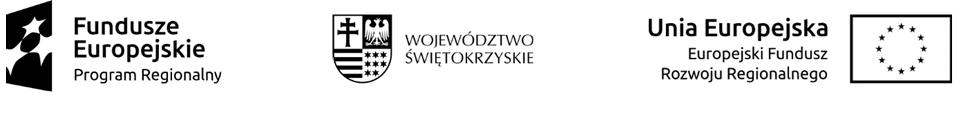 Fundusze
Europejskie
Program Regionalny
WOJEWÓDZTWO
ŚWIĘTOKRZYSKIE
Unia Europejska
Europejski Fundusz
Rozwoju Regionalnego